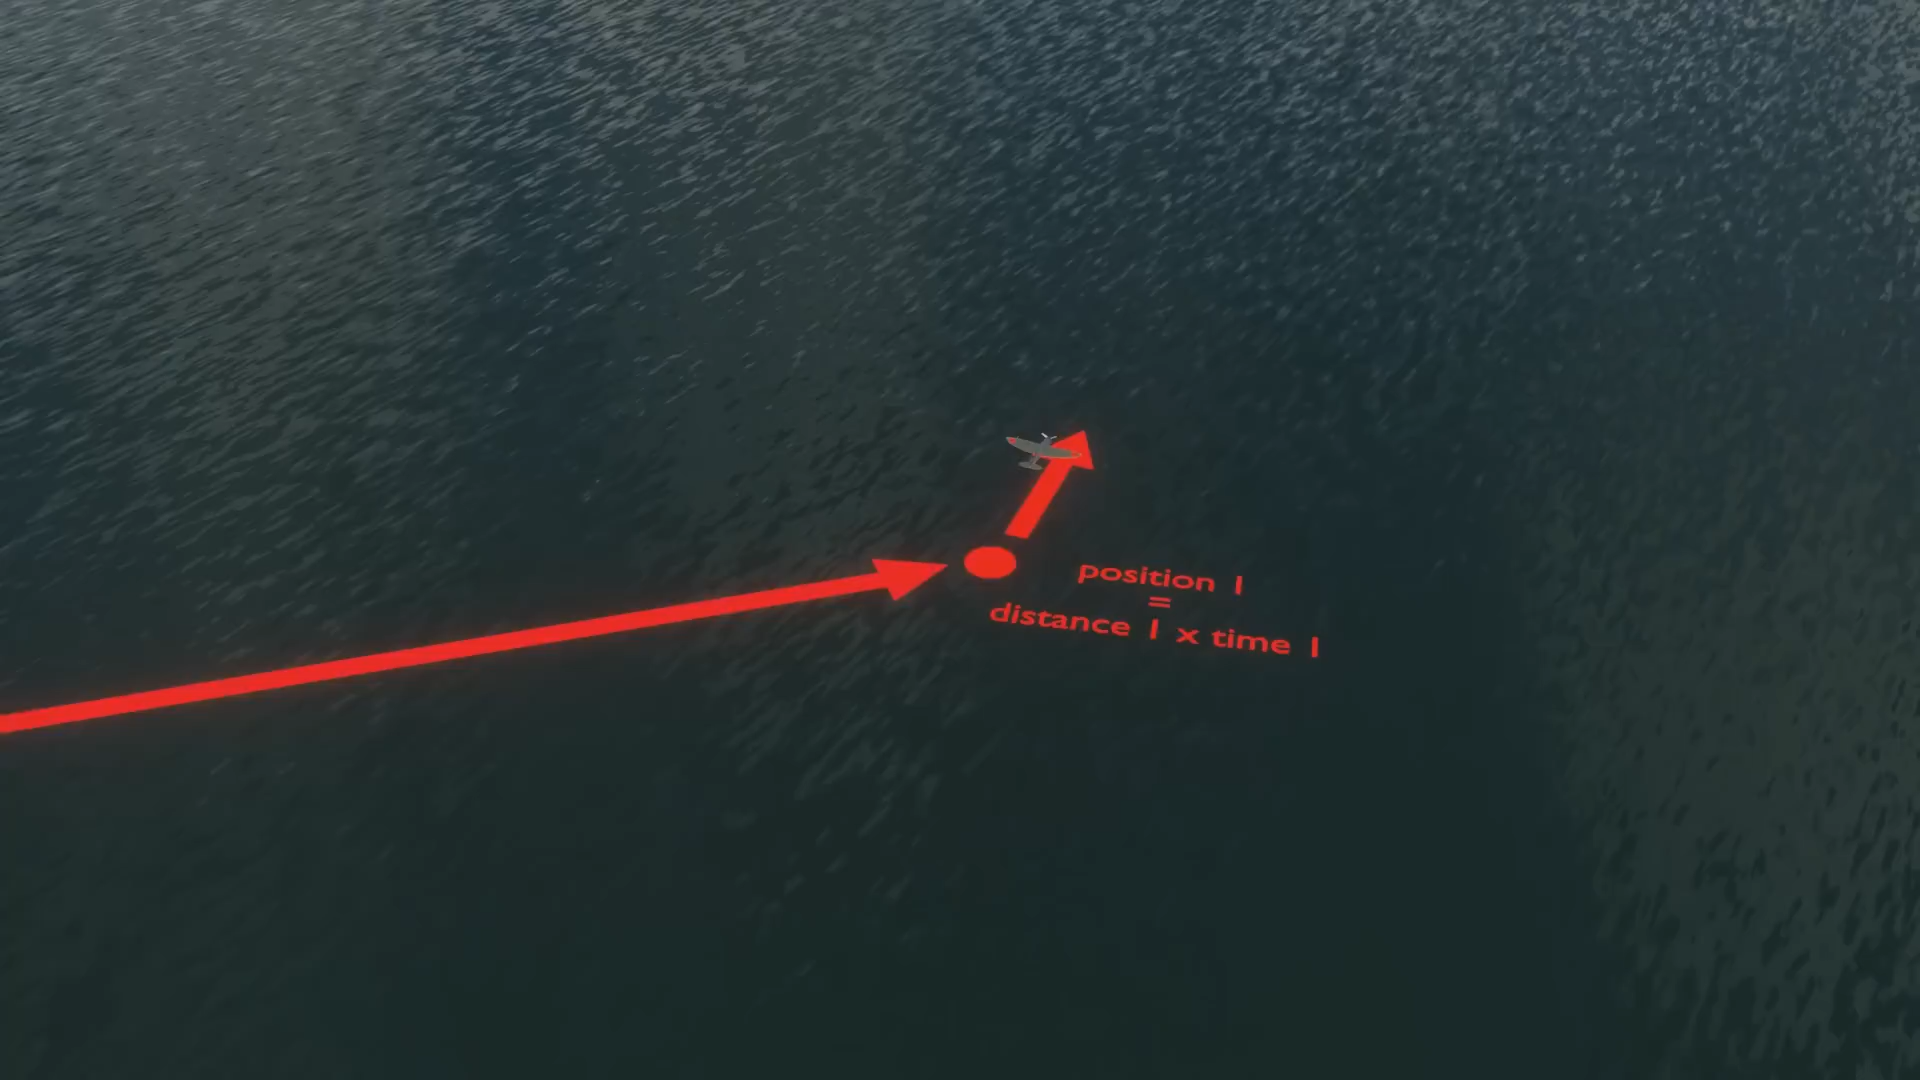 position 1
=
distance 1 x time 1